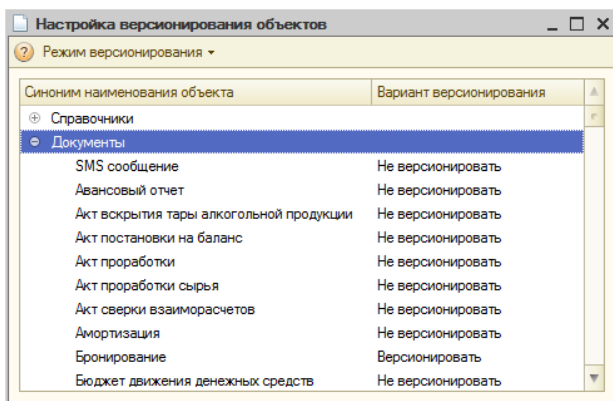 Настройка версионирования объектов
Режим версионирования
Синоним наименования объекта Вариант версионирования
Справочники
Документы
SMS сообщение Не версионировать
Авансовый отчет Не версионировать
Акт вскрытия тары алкогольной продукции Не версионировать
Акт постановки на баланс Не версионировать
Акт проработки Не версионировать
Акт проработки сырья Не версионировать
Акт сверки взаиморасчетов Не версионировать
Амортизация Не версионировать
Бронирование Версионировать
Бюджет движения денежных средств Не версионировать